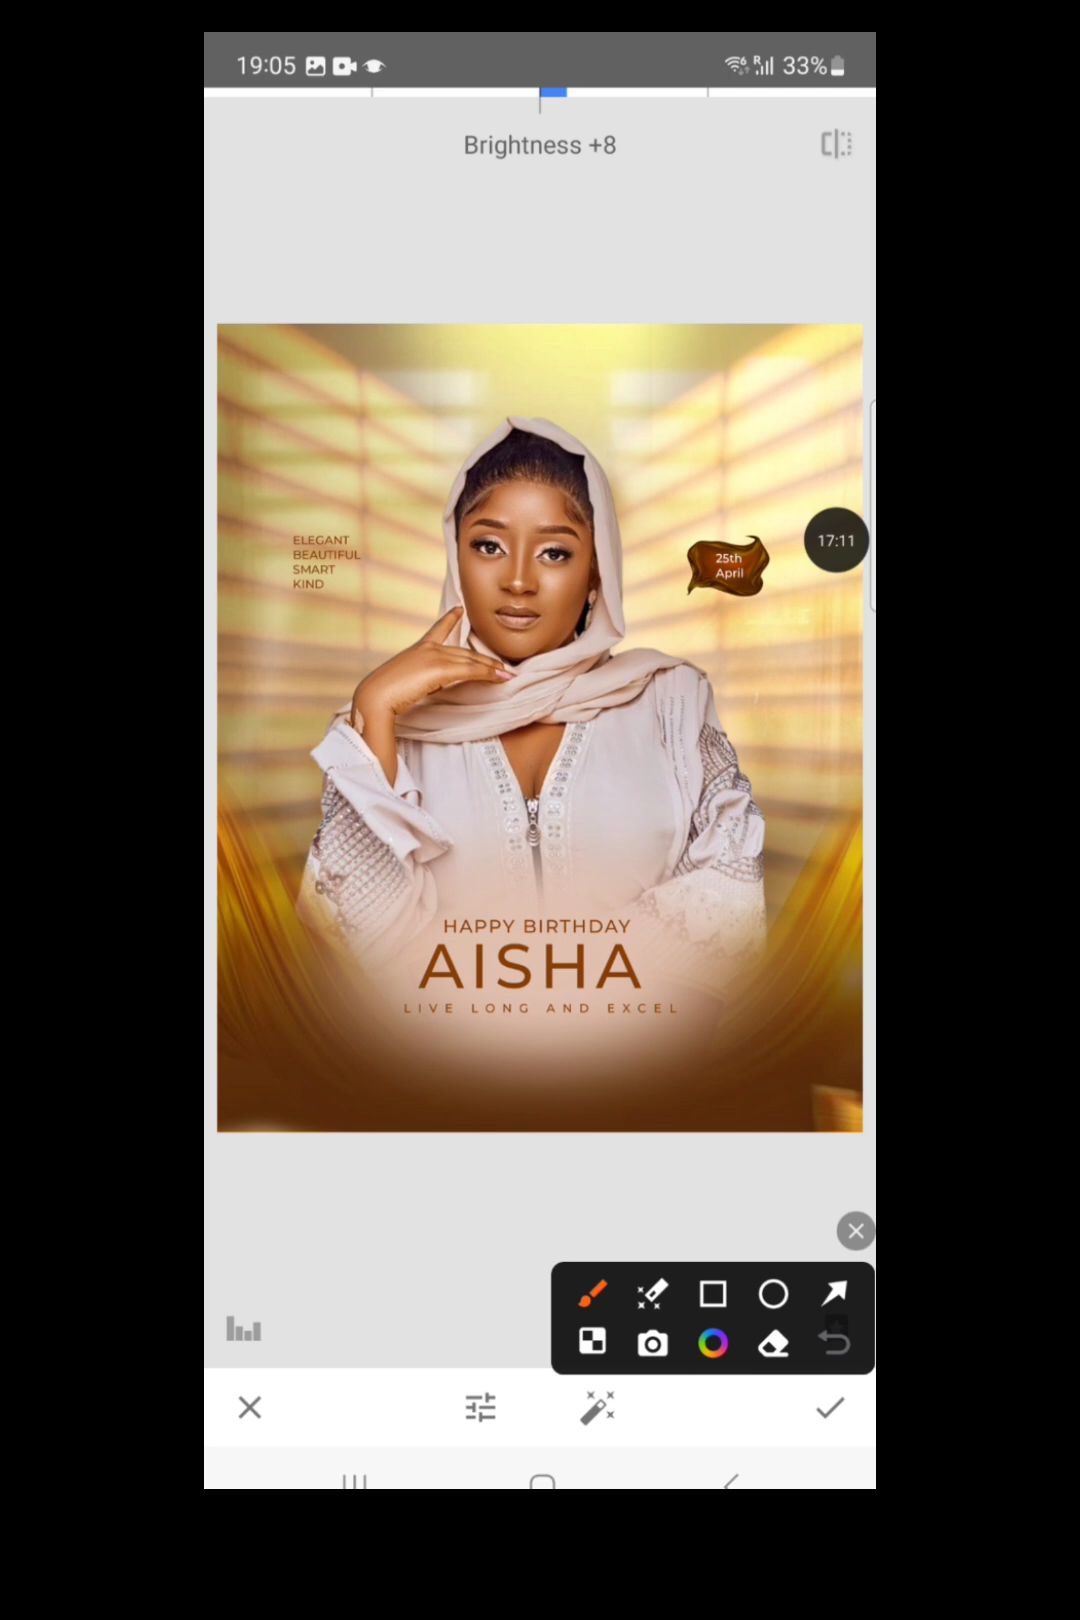 19:05
33%
Brightness +8
ELEGANT
BEAUTIFUL
SMART
KIND
25th
April
17:11
HAPPY BIRTHDAY
AISHA
LIVE LONG AND EXCEL